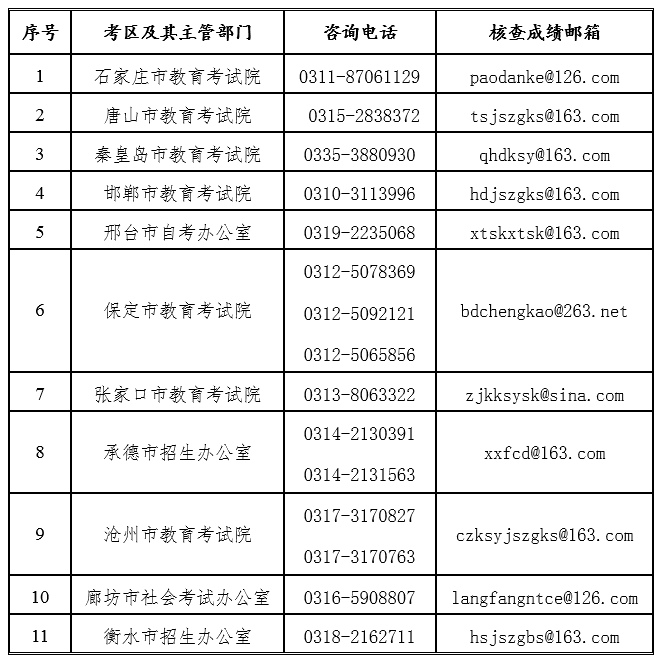 序号 考区及其主管部门 咨询电话 核查成绩邮箱
1 石家庄市教育考试院 0311-87061129 paodanke@126.com
2 唐山市教育考试院 0315-2838372 tsjszgks@163.com
3 秦皇岛市教育考试院 0335-3880930 qhdksy@163.com
4 邯郸市教育考试院 0310-3113996 hdjszgks@163.com
5 邢台市自考办公室 0319-2235068 xtskxtsk@163.com
6 保定市教育考试院 0312-5078369
0312-5092121
0312-5065856 bdchengkao@263.net
7 张家口市教育考试院 0313-8063322 zjkksysk@sina.com
8 承德市招生办公室 0314-2130391
0314-2131563 xxfcd@163.com
9 沧州市教育考试院 0317-3170827
0317-3170763 czksyjszgks@163.com
10 廊坊市社会考试办公室 0316-5908807 langfangntce@126.com
11 衡水市招生办公室 0318-2162711 hsjszgbs@163.com